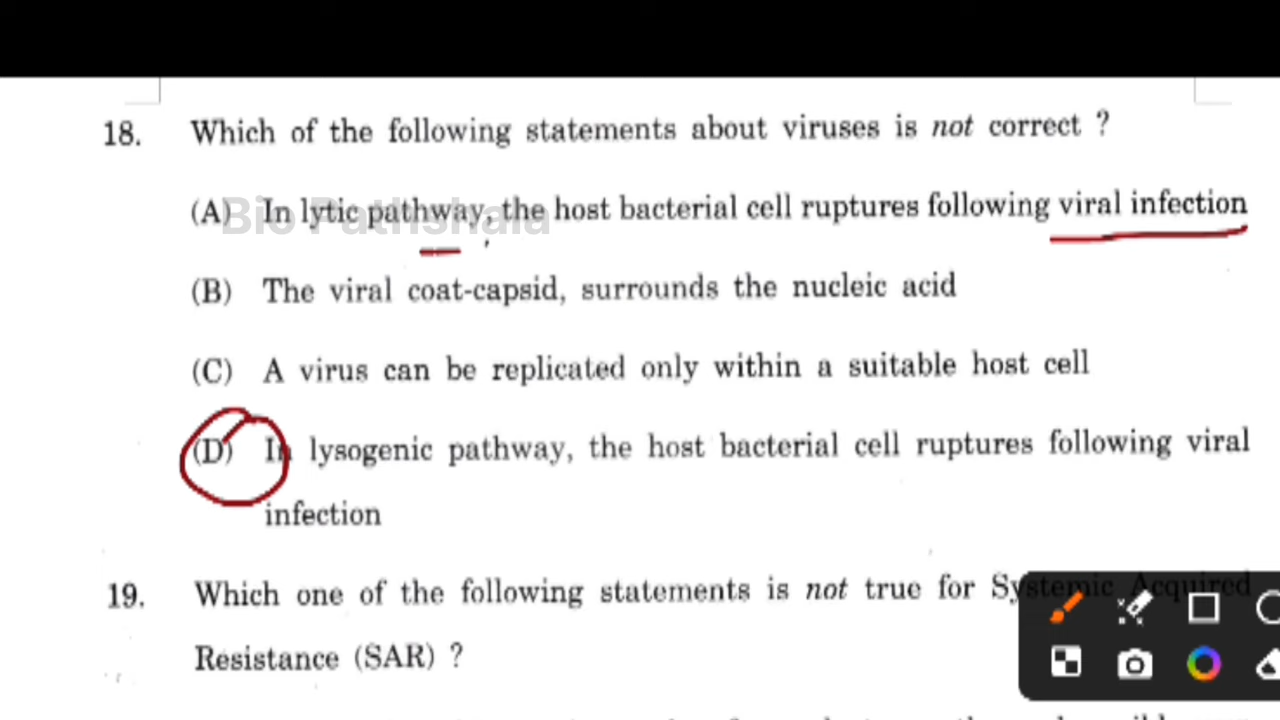 18. Which of the following statements about viruses is not correct ?
Bio Pathshala
(A) In lytic pathway, the host bacterial cell ruptures following viral infection
(B) The viral coat-capsid, surrounds the nucleic acid
(C) A virus can be replicated only within a suitable host cell
(D) In lysogenic pathway, the host bacterial cell ruptures following viral
infection
19. Which one of the following statements is not true for Systemic Acquired
Resistance (SAR) ?